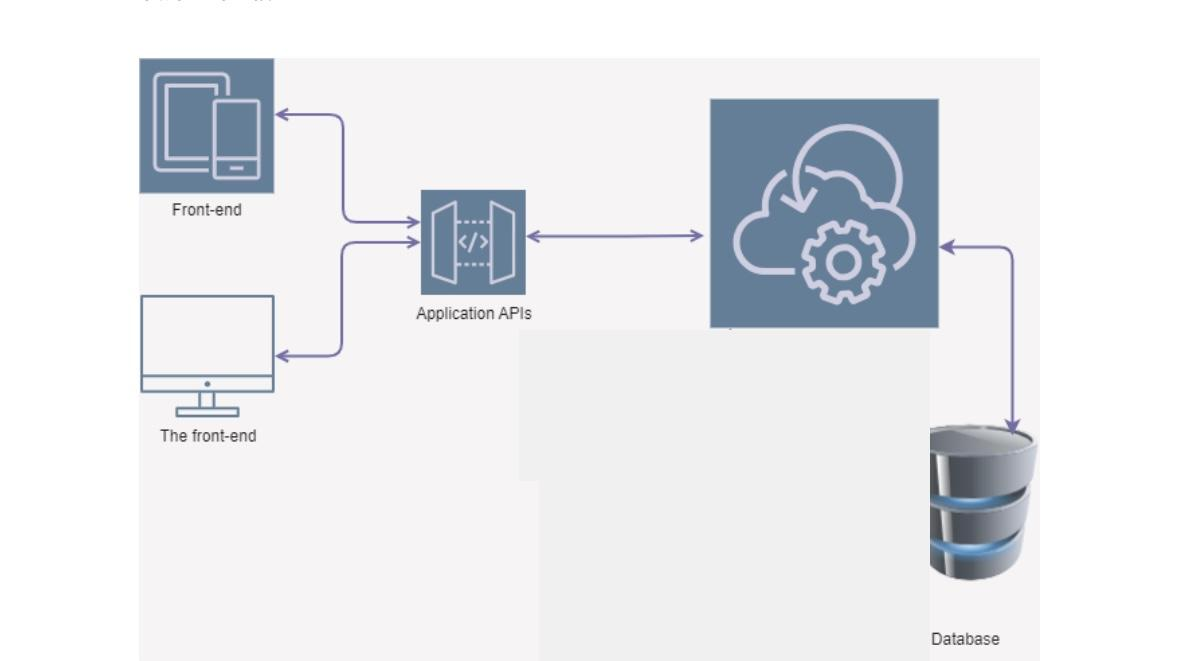 Front-end
</>
Application APIs
The front-end
Database